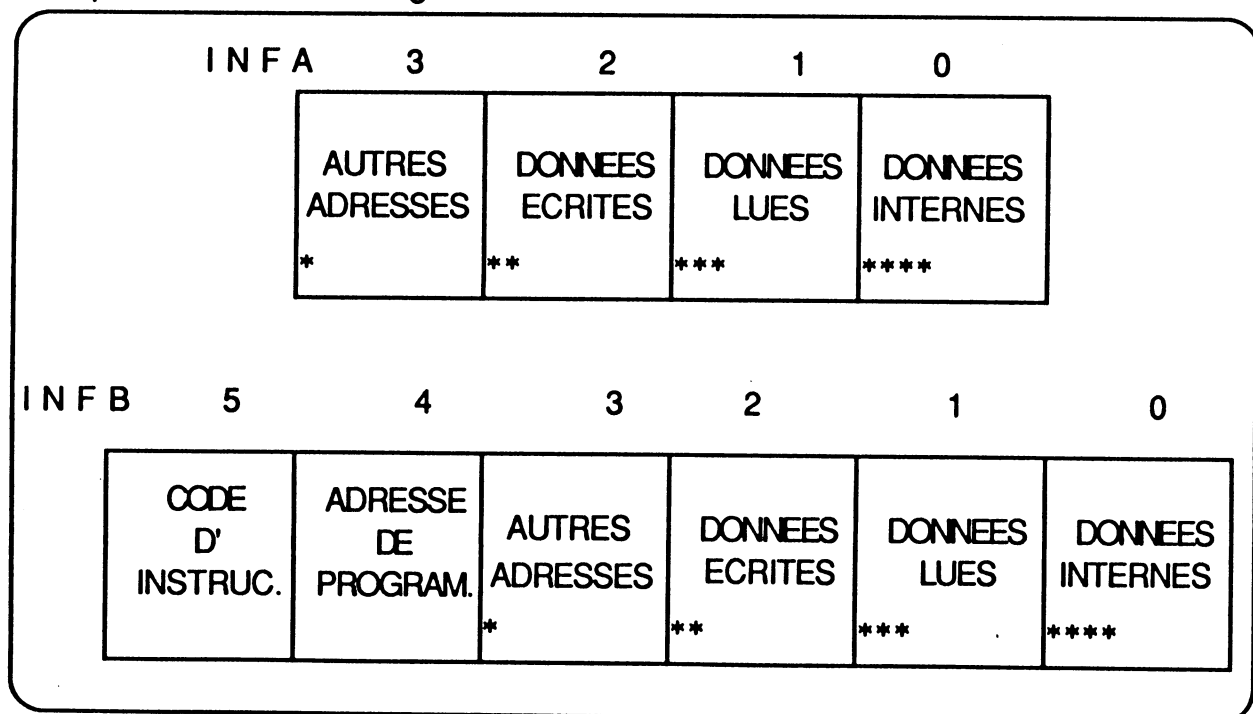 INFA 3 2 1 0
AUTRES ADRESSES
*
DONNEES ECRITES
**
DONNEES LUES
***
DONNEES INTERNES
****
INFB 5 4 3 2 1 0
CODE D' INSTRUC.
ADRESSE DE PROGRAM.
AUTRES ADRESSES
*
DONNEES ECRITES
**
DONNEES LUES
***
DONNEES INTERNES
****